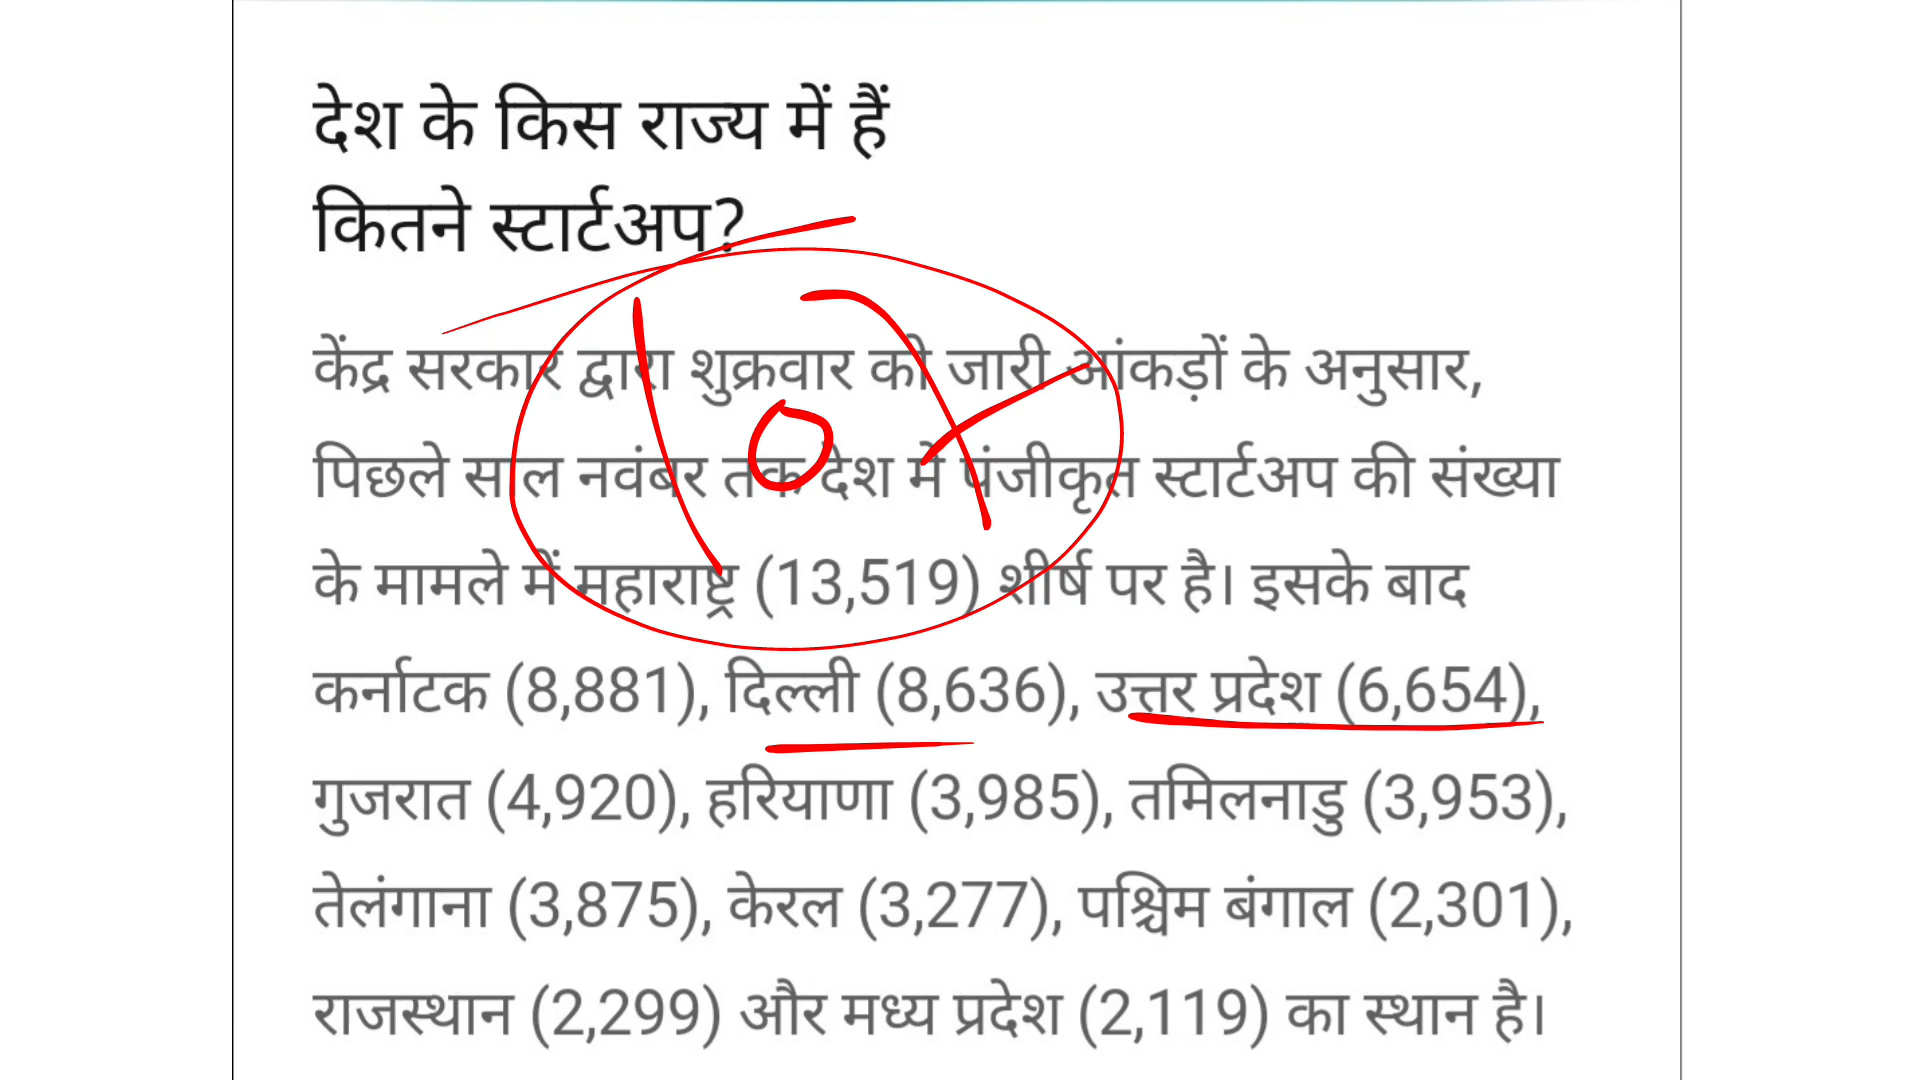 देश के किस राज्य में हैं
कितने स्टार्टअप?
केंद्र सरकार द्वारा शुक्रवार को जारी आंकड़ों के अनुसार,
पिछले साल नवंबर तक देश में पंजीकृत स्टार्टअप की संख्या
के मामले में महाराष्ट्र (13,519) शीर्ष पर है। इसके बाद
कर्नाटक (8,881), दिल्ली (8,636), उत्तर प्रदेश (6,654),
गुजरात (4,920), हरियाणा (3,985), तमिलनाडु (3,953),
तेलंगाना (3,875), केरल (3,277), पश्चिम बंगाल (2,301),
राजस्थान (2,299) और मध्य प्रदेश (2,119) का स्थान है।